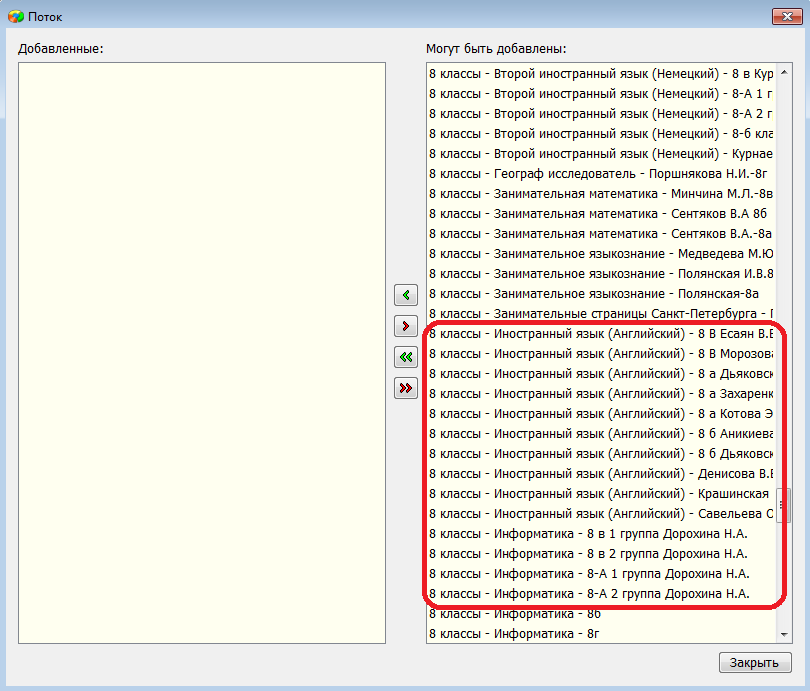 Поток
Добавленные:
Могут быть добавлены:
8 классы - Второй иностранный язык (Немецкий) - 8 в Кур
8 классы - Второй иностранный язык (Немецкий) - 8-А 1 г
8 классы - Второй иностранный язык (Немецкий) - 8-А 2 г
8 классы - Второй иностранный язык (Немецкий) - 8-б кла
8 классы - Второй иностранный язык (Немецкий) - Курнае
8 классы - Географ исследователь - Поршнякова Н.И.-8г
8 классы - Занимательная математика - Минчина М.Л.-8в
8 классы - Занимательная математика - Сентяков В.А 8б
8 классы - Занимательная математика - Сентяков В.А.-8а
8 классы - Занимательное языкознание - Медведева М.Ю
8 классы - Занимательное языкознание - Полянская И.В.8
8 классы - Занимательное языкознание - Полянская-8а
8 классы - Занимательные страницы Санкт-Петербурга -
8 классы - Иностранный язык (Английский) - 8 В Есаян В.Е
8 классы - Иностранный язык (Английский) - 8 В Морозова
8 классы - Иностранный язык (Английский) - 8 а Дьяковск
8 классы - Иностранный язык (Английский) - 8 а Захаренк
8 классы - Иностранный язык (Английский) - 8 а Котова Э
8 классы - Иностранный язык (Английский) - 8 б Аникиева
8 классы - Иностранный язык (Английский) - 8 б Дьяковск
8 классы - Иностранный язык (Английский) - Денисова В.Е
8 классы - Иностранный язык (Английский) - Крашинская
8 классы - Иностранный язык (Английский) - Савельева О
8 классы - Информатика - 8 в 1 группа Дорохина Н.А.
8 классы - Информатика - 8 в 2 группа Дорохина Н.А.
8 классы - Информатика - 8-А 1 группа Дорохина Н.А.
8 классы - Информатика - 8-А 2 группа Дорохина Н.А.
8 классы - Информатика - 8б
8 классы - Информатика - 8г
Закрыть